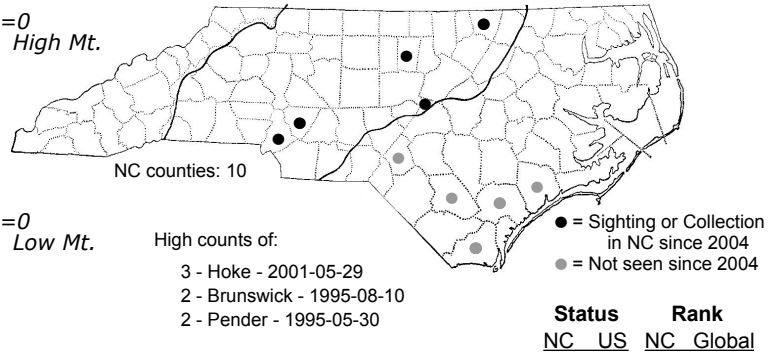 =0
High Mt.
NC counties: 10
=0
Low Mt.
High counts of:
3 - Hoke - 2001-05-29
2 - Brunswick - 1995-08-10
2 - Pender - 1995-05-30
= Sighting or Collection
in NC since 2004
= Not seen since 2004
Status Rank
NC US NC Global